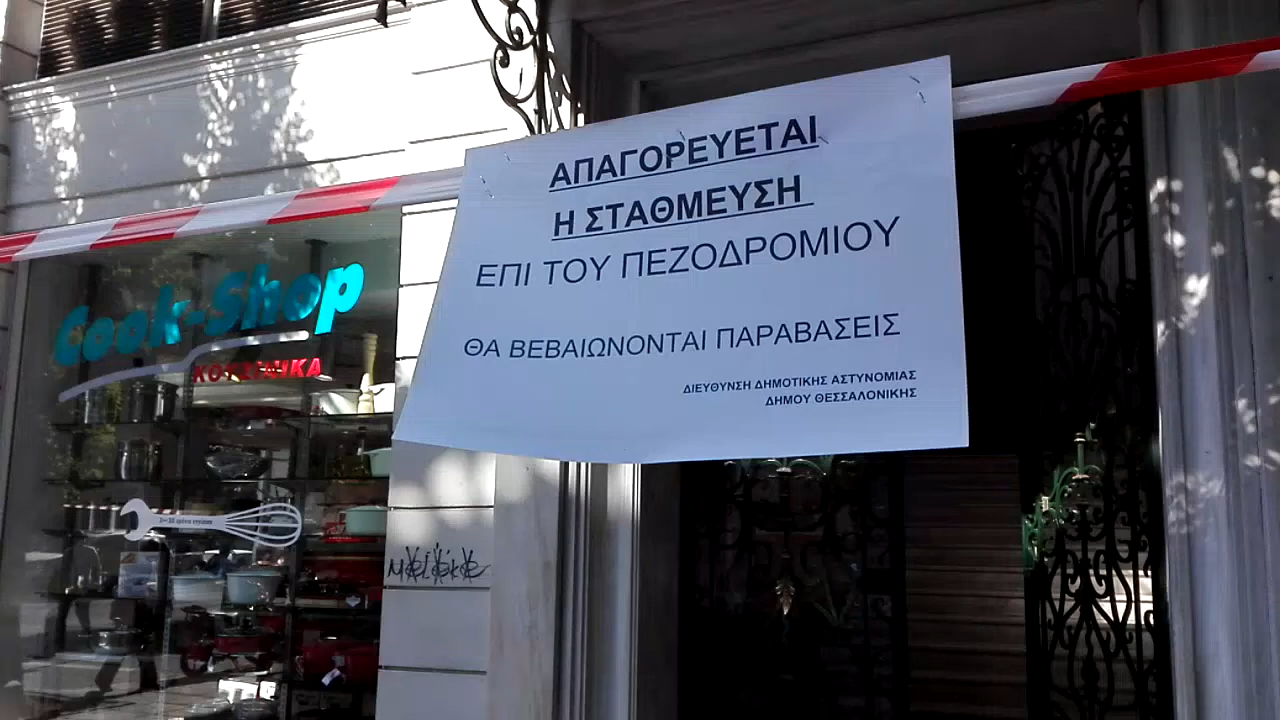 ΑΠΑΓΟΡΕΥΕΤΑΙ
Η ΣΤΑΘΜΕΥΣΗ
ΕΠΙ ΤΟΥ ΠΕΖΟΔΡΟΜΙΟΥ
ΘΑ ΒΕΒΑΙΩΝΟΝΤΑΙ ΠΑΡΑΒΑΣΕΙΣ
ΔΙΕΥΘΥΝΣΗ ΔΗΜΟΤΙΚΗΣ ΑΣΤΥΝΟΜΙΑΣ
ΔΗΜΟΥ ΘΕΣΣΑΛΟΝΙΚΗΣ
Cook-Shop
ΚΟΥΖΙΝΙΚΑ